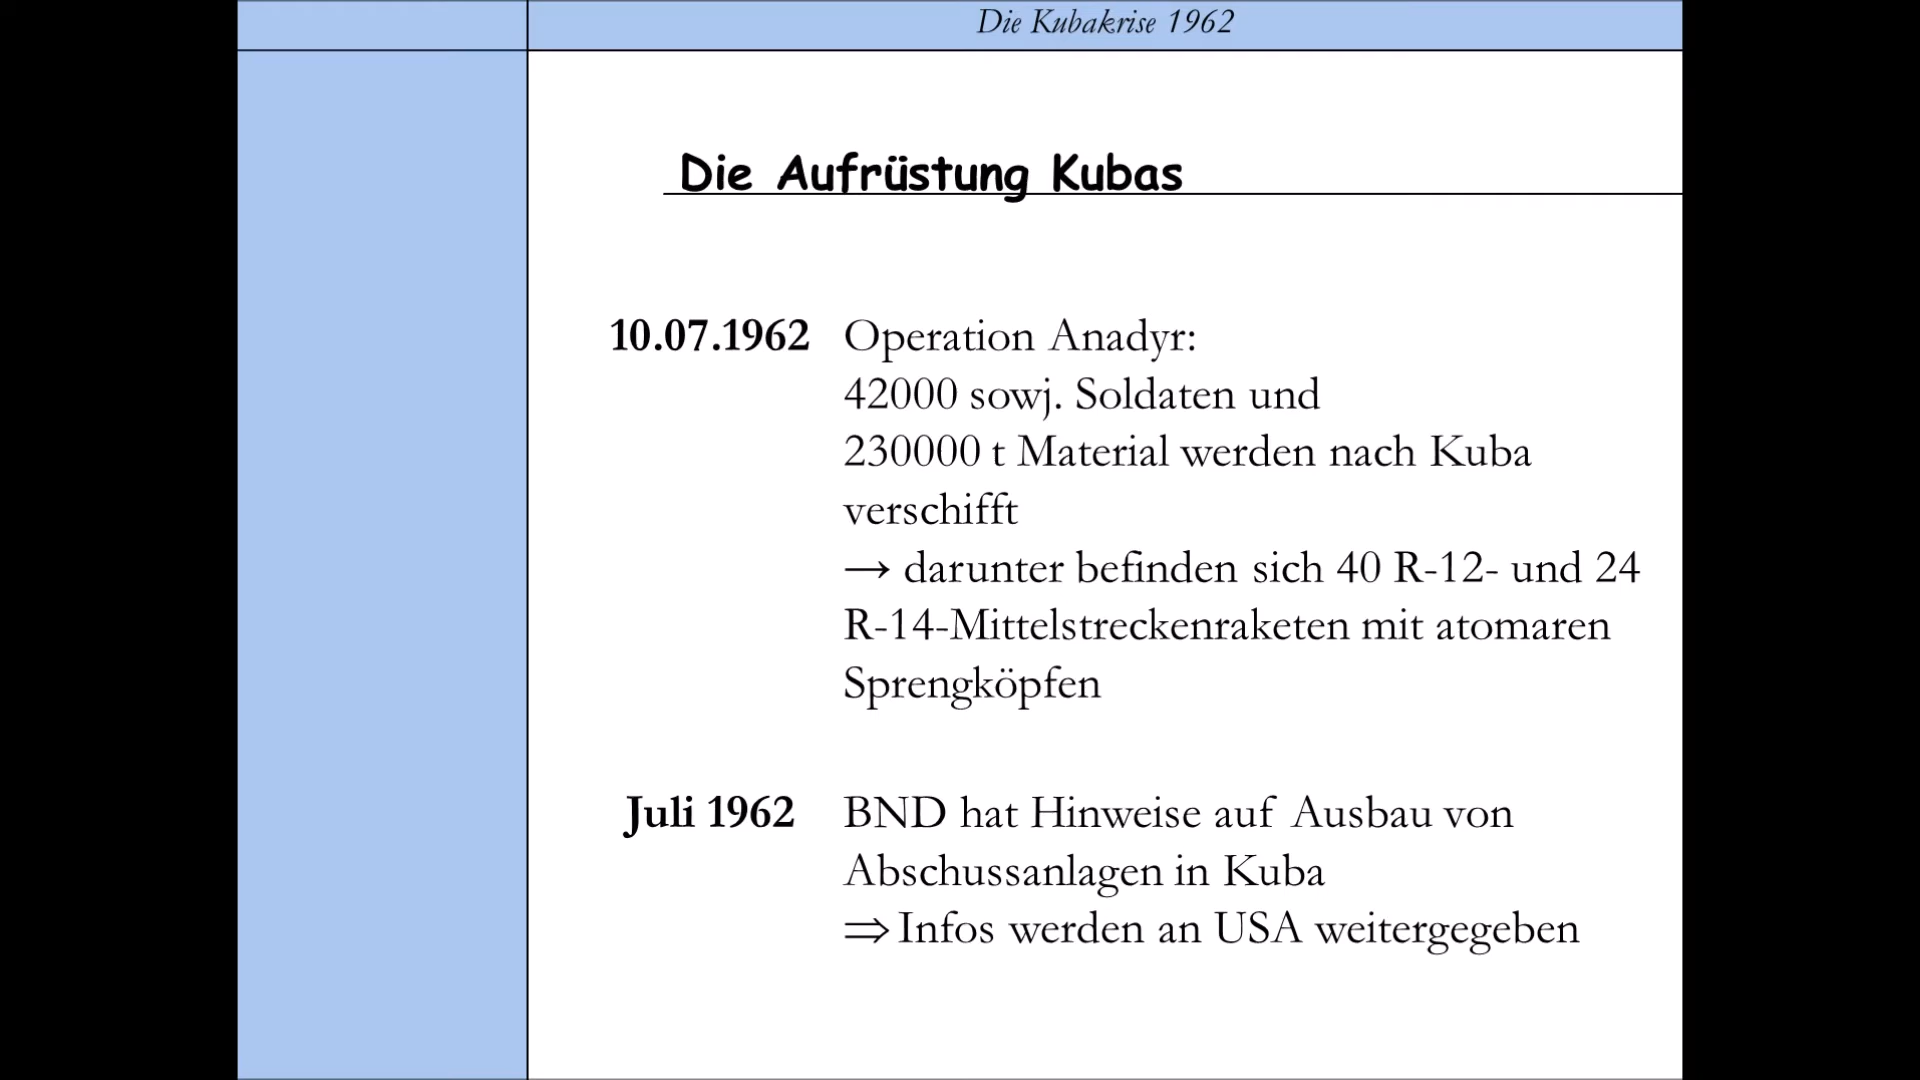 Die Kubakrise 1962
Die Aufrüstung Kubas
10.07.1962 Operation Anadyr:
42000 sowj. Soldaten und
230000 t Material werden nach Kuba
verschifft
→ darunter befinden sich 40 R-12- und 24
R-14-Mittelstreckenraketen mit atomaren
Sprengköpfen
Juli 1962 BND hat Hinweise auf Ausbau von
Abschussanlagen in Kuba
⇒ Infos werden an USA weitergegeben